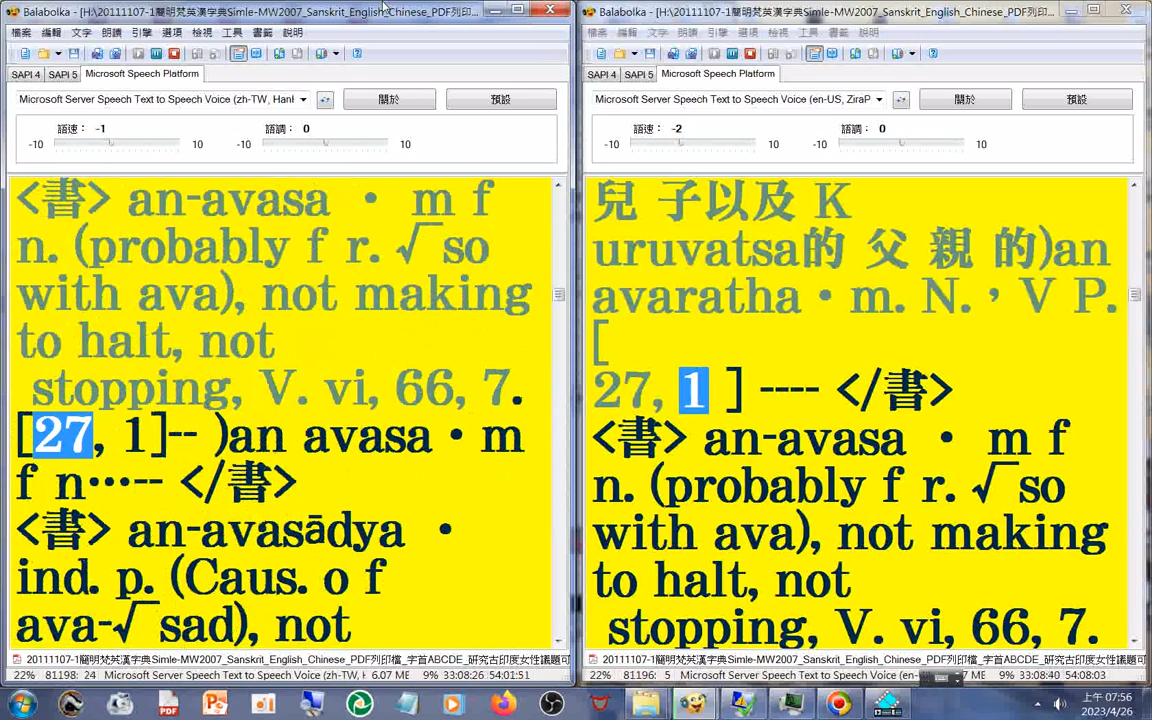 Balabolka - [H:\20111107-1簡明梵英漢字典Simle-MW2007_Sanskrit_English_Chinese_PDF列印...
檔案 編輯 文字 朗讀 引擎 選項 檢視 工具 書籤 說明
SAPI 4 SAPI 5 Microsoft Speech Platform
Microsoft Server Speech Text to Speech Voice (zh-TW, Hanl
關於
預設
語速： -1
語調： 0
-10 10 -10 10
<書> an-avasa • m f
n. (probably f r. √so
with ava), not making
to halt, not
stopping, V. vi, 66, 7.
[27, 1]-- )an avasa•m
f n…-- </書>
<書> an-avasādya •
ind. p. (Caus. o f
ava-√sad), not
20111107-1簡明梵英漢字典Simle-MW2007_Sanskrit_English_Chinese_PDF列印檔_字首ABCDE_研究古印度女性議題可
22% 81198: 24 Microsoft Server Speech Text to Speech Voice (zh-TW, H 6.07 MB 9% 33:08:26 54:01:51
Balabolka - [H:\20111107-1簡明梵英漢字典Simle-MW2007_Sanskrit_English_Chinese_PDF列印...
檔案 編輯 文字 朗讀 引擎 選項 檢視 工具 書籤 說明
SAPI 4 SAPI 5 Microsoft Speech Platform
Microsoft Server Speech Text to Speech Voice (en-US, ZiraP
關於
預設
語速： -2
語調： 0
-10 10 -10 10
兒 子以及 K
uruvatsa的 父 親 的)an
avaratha•m. N.，V P.
[
27, 1 ] ---- </書>
<書> an-avasa • m f
n. (probably f r. √so
with ava), not making
to halt, not
stopping, V. vi, 66, 7.
20111107-1簡明梵英漢字典Simle-MW2007_Sanskrit_English_Chinese_PDF列印檔_字首ABCDE_研究古印度女性議題可
22% 81196: 5 Microsoft Server Speech Text to Speech Voice (en-US, 9% 33:08:40 54:08:03
上午 07:56
2023/4/26